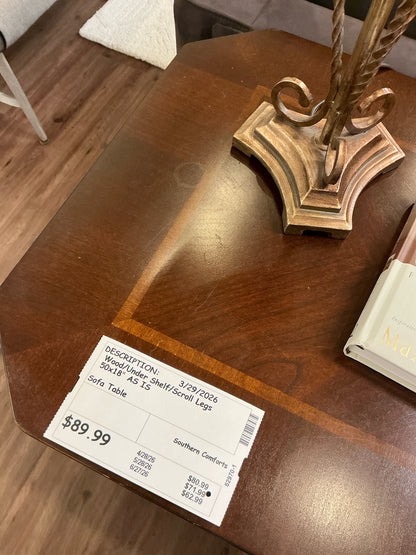 DESCRIPTION: 3/29/2026
Wood/Under Shelf/Scroll Legs
50x18" AS IS
Sofa Table
$89.99
Southern Comforts
4/28/26 $80.99
5/28/26 $71.99
6/27/26 $62.99